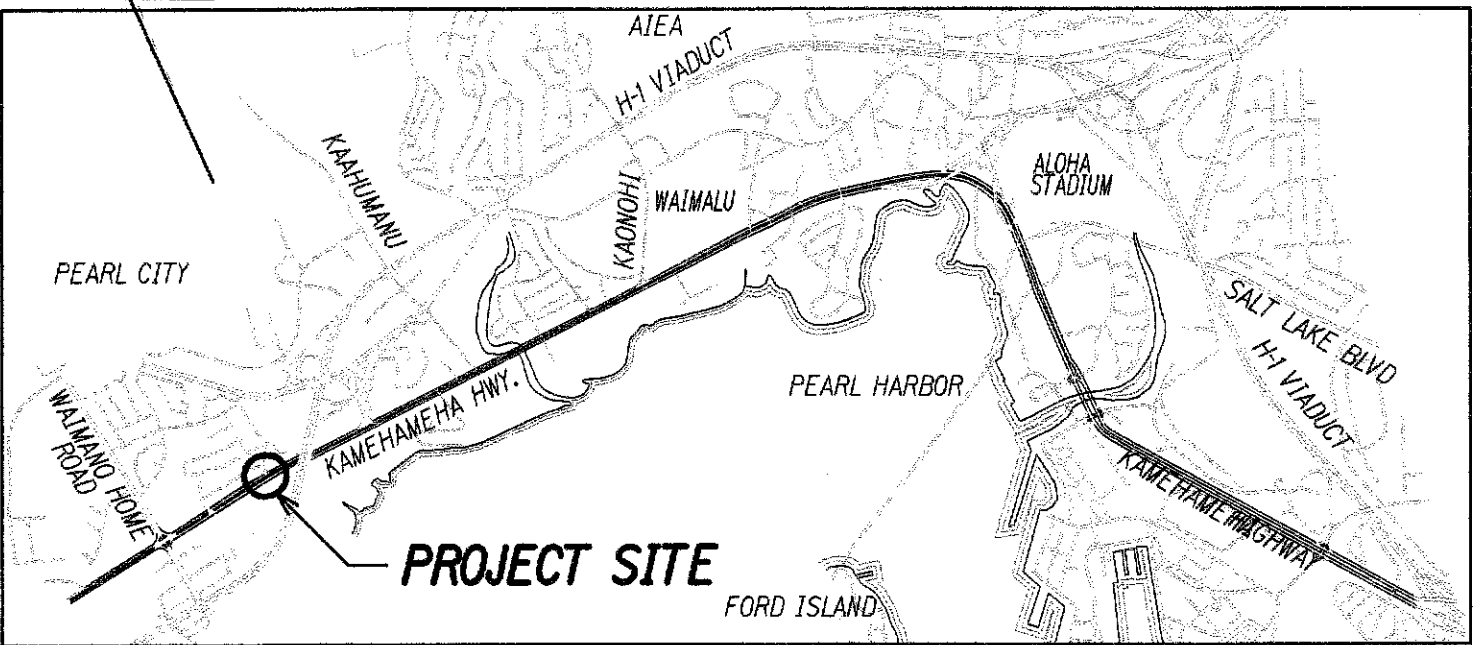 AIEA
H-1 VIADUCT
KAAHUMANU
KAONOHI
WAIMALU
ALOHA
STADIUM
PEARL CITY
SALT LAKE BLVD
H-1 VIADUCT
PEARL HARBOR
KAMEHAMEHA HWY.
WAIMANO HOME
ROAD
KAMEHAMEHA HIGHWAY
PROJECT SITE
FORD ISLAND